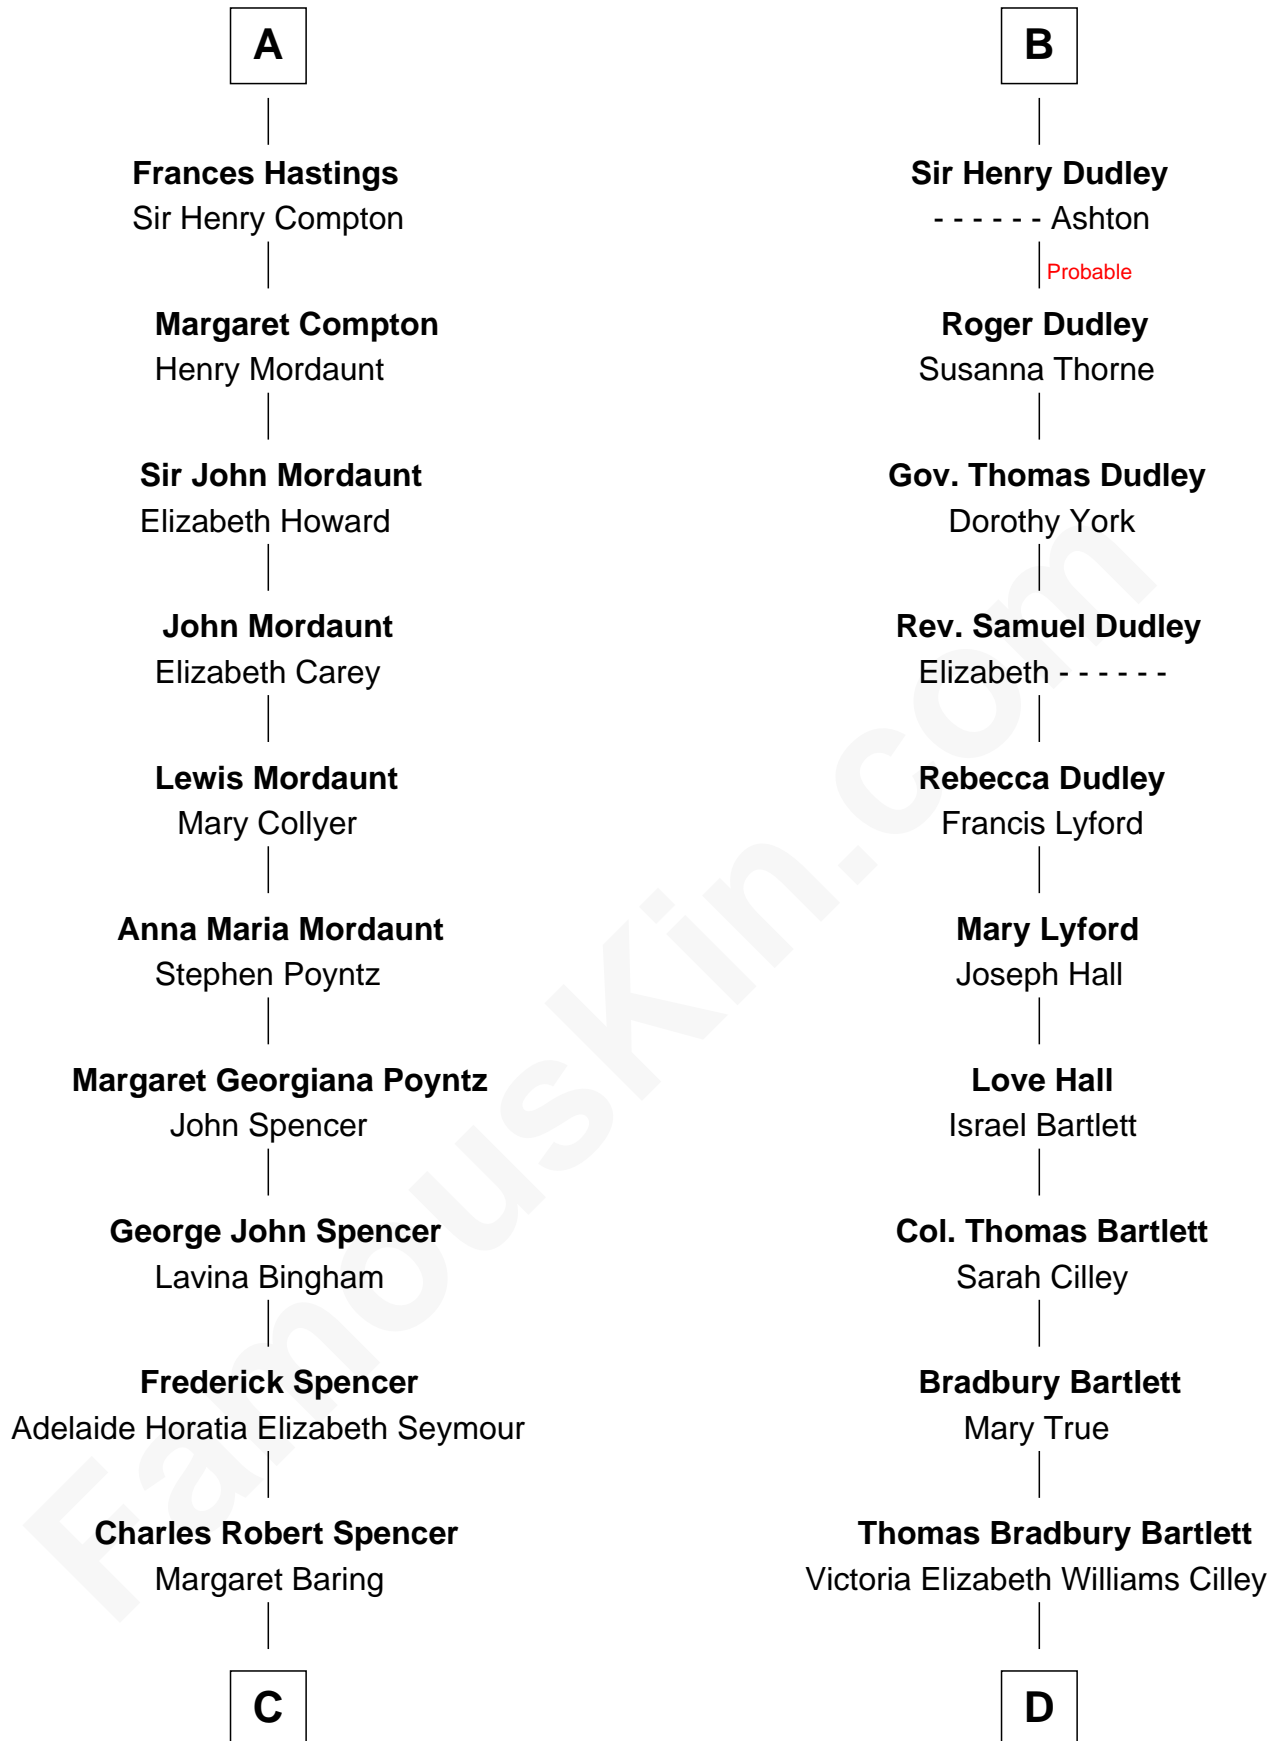 A
Frances Hastings
Sir Henry Compton
Margaret Compton
Henry Mordaunt
Sir John Mordaunt
Elizabeth Howard
John Mordaunt
Elizabeth Carey
Lewis Mordaunt
Mary Collyer
Anna Maria Mordaunt
Stephen Poyntz
Margaret Georgiana Poyntz
John Spencer
George John Spencer
Lavina Bingham
Frederick Spencer
Adelaide Horatia Elizabeth Seymour
Charles Robert Spencer
Margaret Baring
C
B
Sir Henry Dudley
- - - - - - Ashton
Probable
Roger Dudley
Susanna Thorne
Gov. Thomas Dudley
Dorothy York
Rev. Samuel Dudley
Elizabeth - - - - - -
Rebecca Dudley
Francis Lyford
Mary Lyford
Joseph Hall
Love Hall
Israel Bartlett
Col. Thomas Bartlett
Sarah Cilley
Bradbury Bartlett
Mary True
Thomas Bradbury Bartlett
Victoria Elizabeth Williams Cilley
D
FamousKin.com